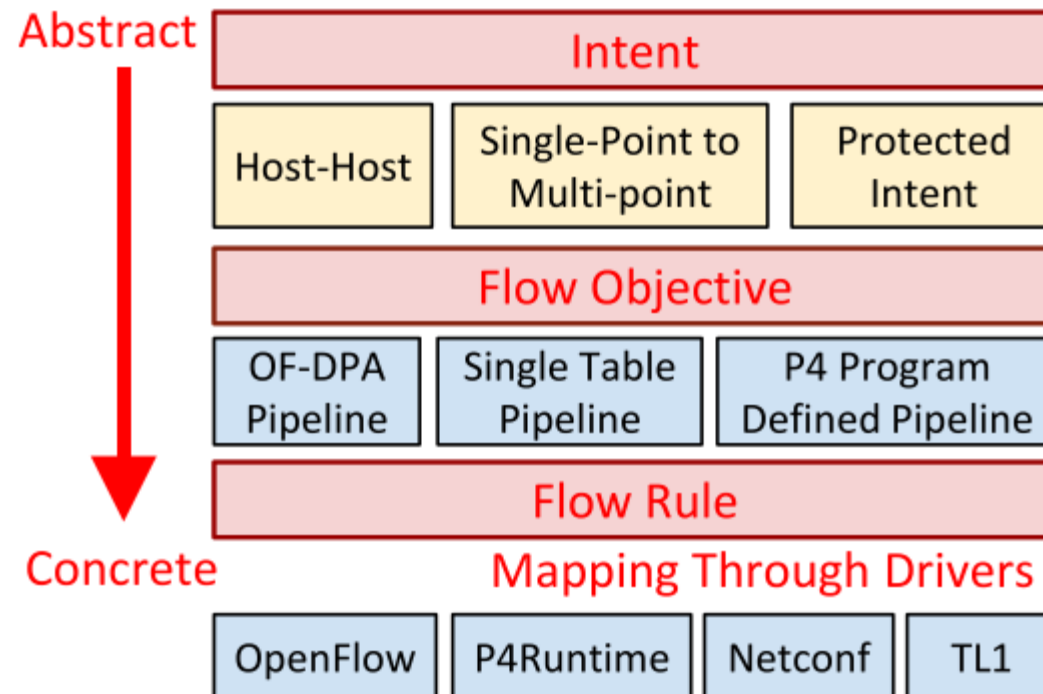 Abstract
Intent
Host-Host
Single-Point to
Multi-point
Protected
Intent
Flow Objective
OF-DPA
Pipeline
Single Table
Pipeline
P4 Program
Defined Pipeline
Flow Rule
Concrete
Mapping Through Drivers
OpenFlow
P4Runtime
Netconf
TL1